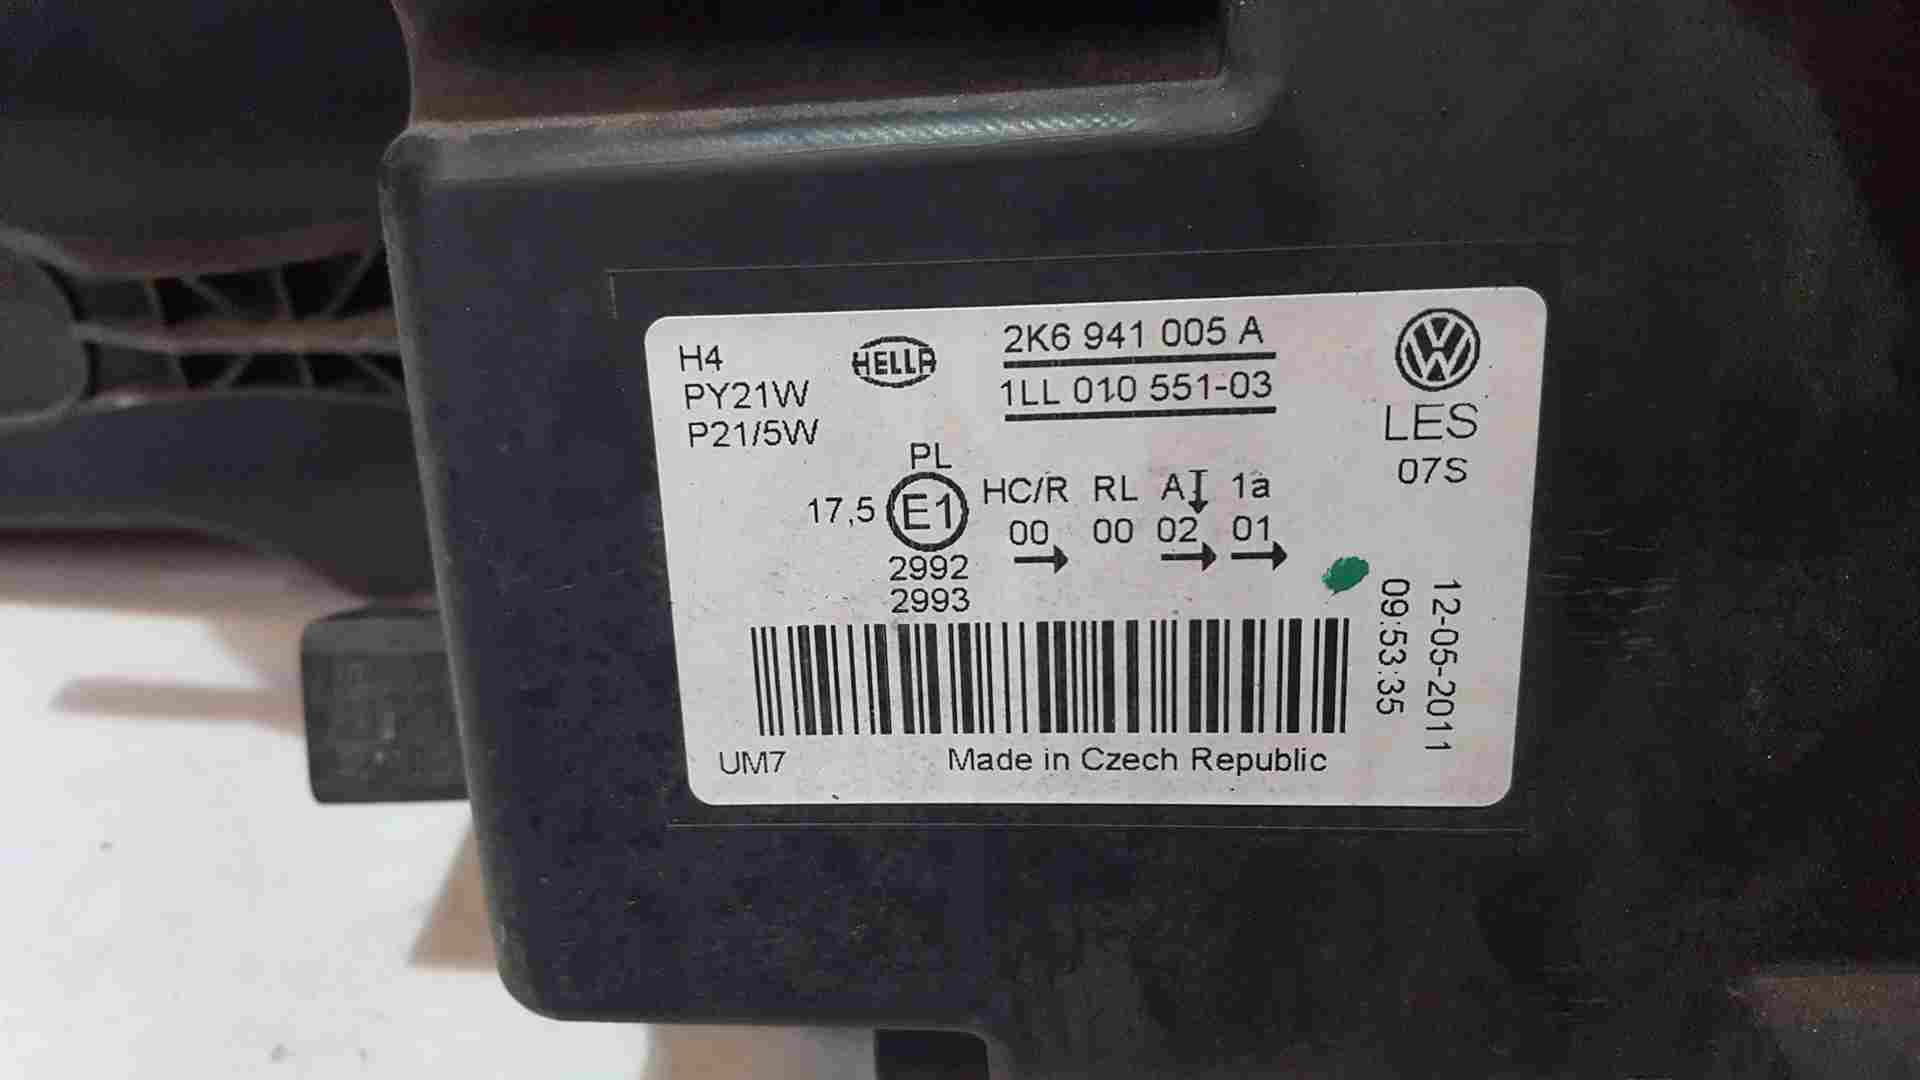 H4
PY21W
P21/5W
HELLA
2K6 941 005 A
1LL 010 551-03
LES
07S
PL
17,5 E1 HC/R RL A 1a
00 00 02 01
2992
2993
12-05-2011
09:53:35
UM7
Made in Czech Republic